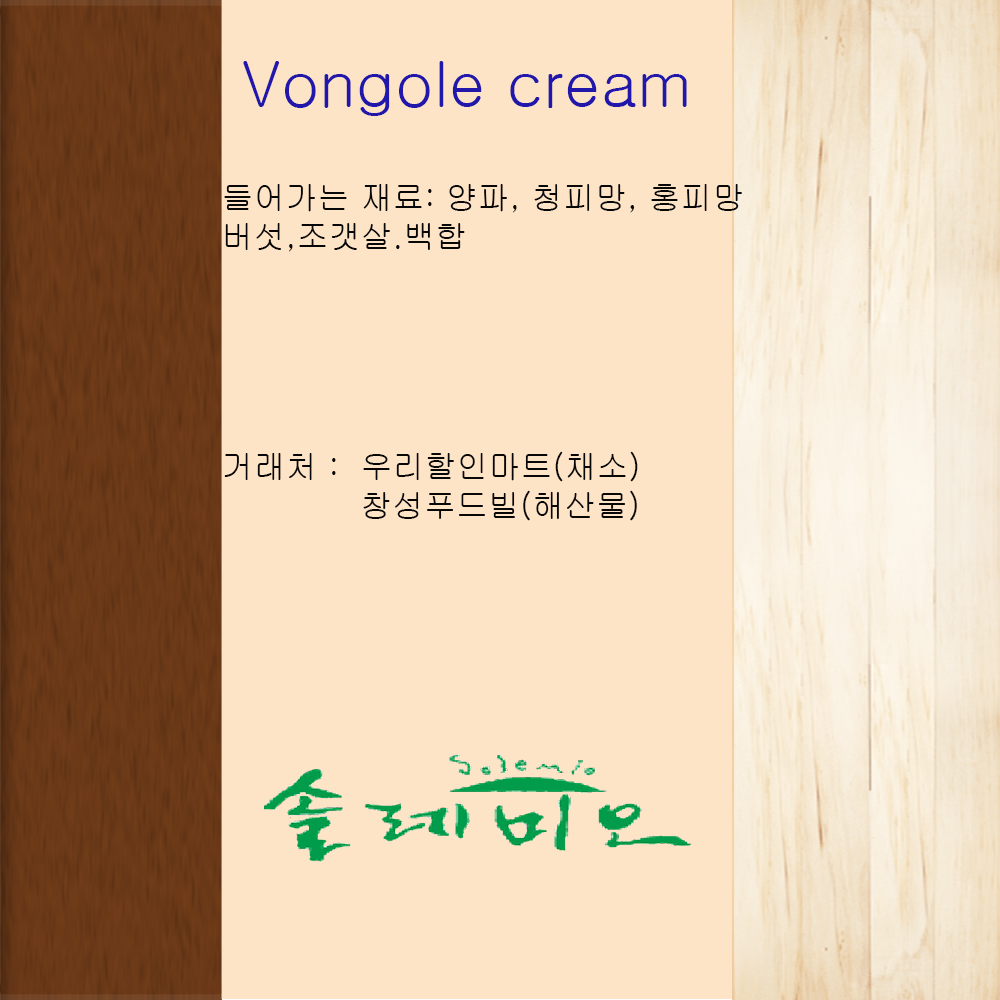 Vongole cream
들어가는 재료: 양파, 청피망, 홍피망
버섯,조갯살.백합
거래처 : 우리할인마트(채소)
창성푸드빌(해산물)
Solemio
솔레미오